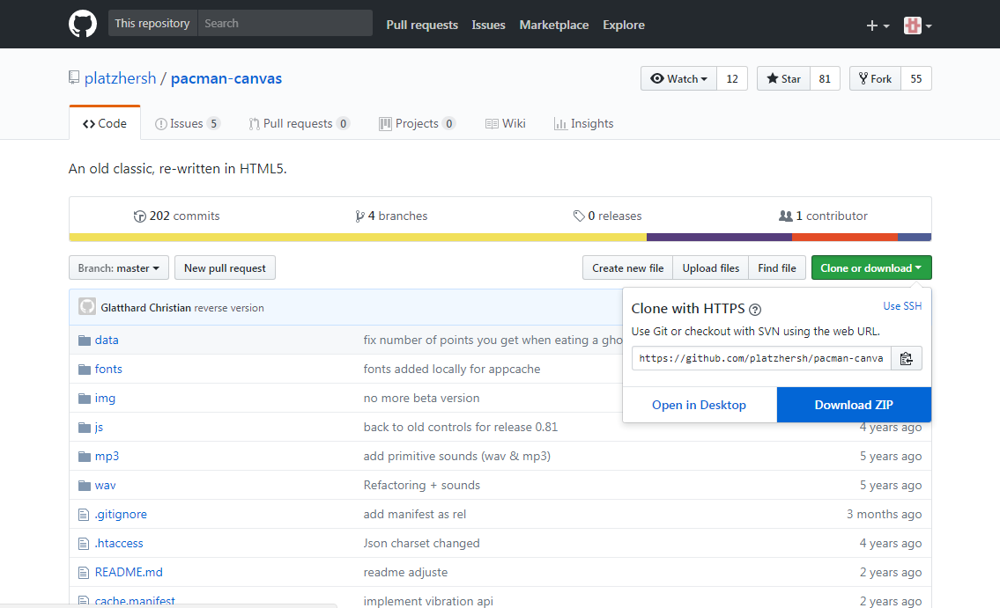 This repository Search Pull requests Issues Marketplace Explore
platzhersh / pacman-canvas Watch 12 Star 81 Fork 55
Code Issues 5 Pull requests 0 Projects 0 Wiki Insights
An old classic, re-written in HTML5.
202 commits 4 branches 0 releases 1 contributor
Branch: master New pull request Create new file Upload files Find file Clone or download
Glatthard Christian reverse version
Clone with HTTPS ? Use SSH
Use Git or checkout with SVN using the web URL.
https://github.com/platzhersh/pacman-canva
Open in Desktop Download ZIP
data fix number of points you get when eating a gho
fonts fonts added locally for appcache
img no more beta version
js back to old controls for release 0.81 4 years ago
mp3 add primitive sounds (wav & mp3) 5 years ago
wav Refactoring + sounds 5 years ago
.gitignore add manifest as rel 3 months ago
.htaccess Json charset changed 4 years ago
README.md readme adjuste 2 years ago
cache.manifest implement vibration api 2 years ago